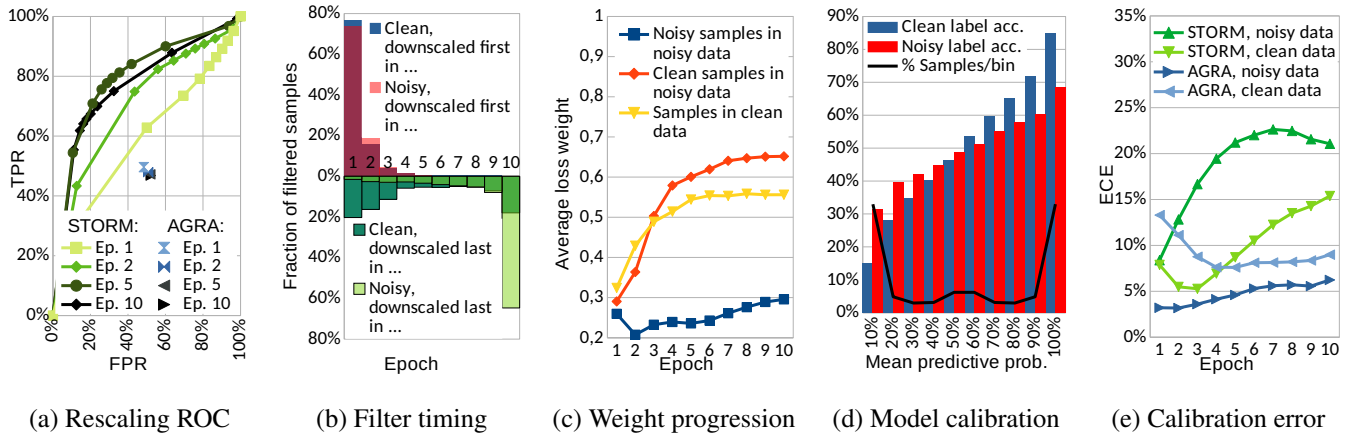 100%
80%
60%
40%
20%
0%
TPR
STORM:
AGRA:
Ep. 1
Ep. 1
Ep. 2
Ep. 2
Ep. 5
Ep. 5
Ep. 10
Ep. 10
0%
20%
40%
60%
80%
100%
FPR
(a) Rescaling ROC
80%
60%
40%
20%
0%
20%
40%
60%
80%
Fraction of filtered samples
Clean,
downscaled first
in ...
Noisy,
downscaled first
in ...
1 2 3 4 5 6 7 8 9 10
Clean,
downscaled last
in ...
Noisy,
downscaled last
in ...
Epoch
(b) Filter timing
1
0,9
0,8
0,7
0,6
0,5
0,4
0,3
0,2
Average loss weight
Noisy samples in
noisy data
Clean samples in
noisy data
Samples in clean
data
1 2 3 4 5 6 7 8 9 10
Epoch
(c) Weight progression
90%
80%
70%
60%
50%
40%
30%
20%
10%
0%
Clean label acc.
Noisy label acc.
% Samples/bin
10%
20%
30%
40%
50%
60%
70%
80%
90%
100%
Mean predictive prob.
(d) Model calibration
35%
30%
25%
20%
15%
10%
5%
0%
ECE
STORM, noisy data
STORM, clean data
AGRA, noisy data
AGRA, clean data
1 2 3 4 5 6 7 8 9 10
Epoch
(e) Calibration error